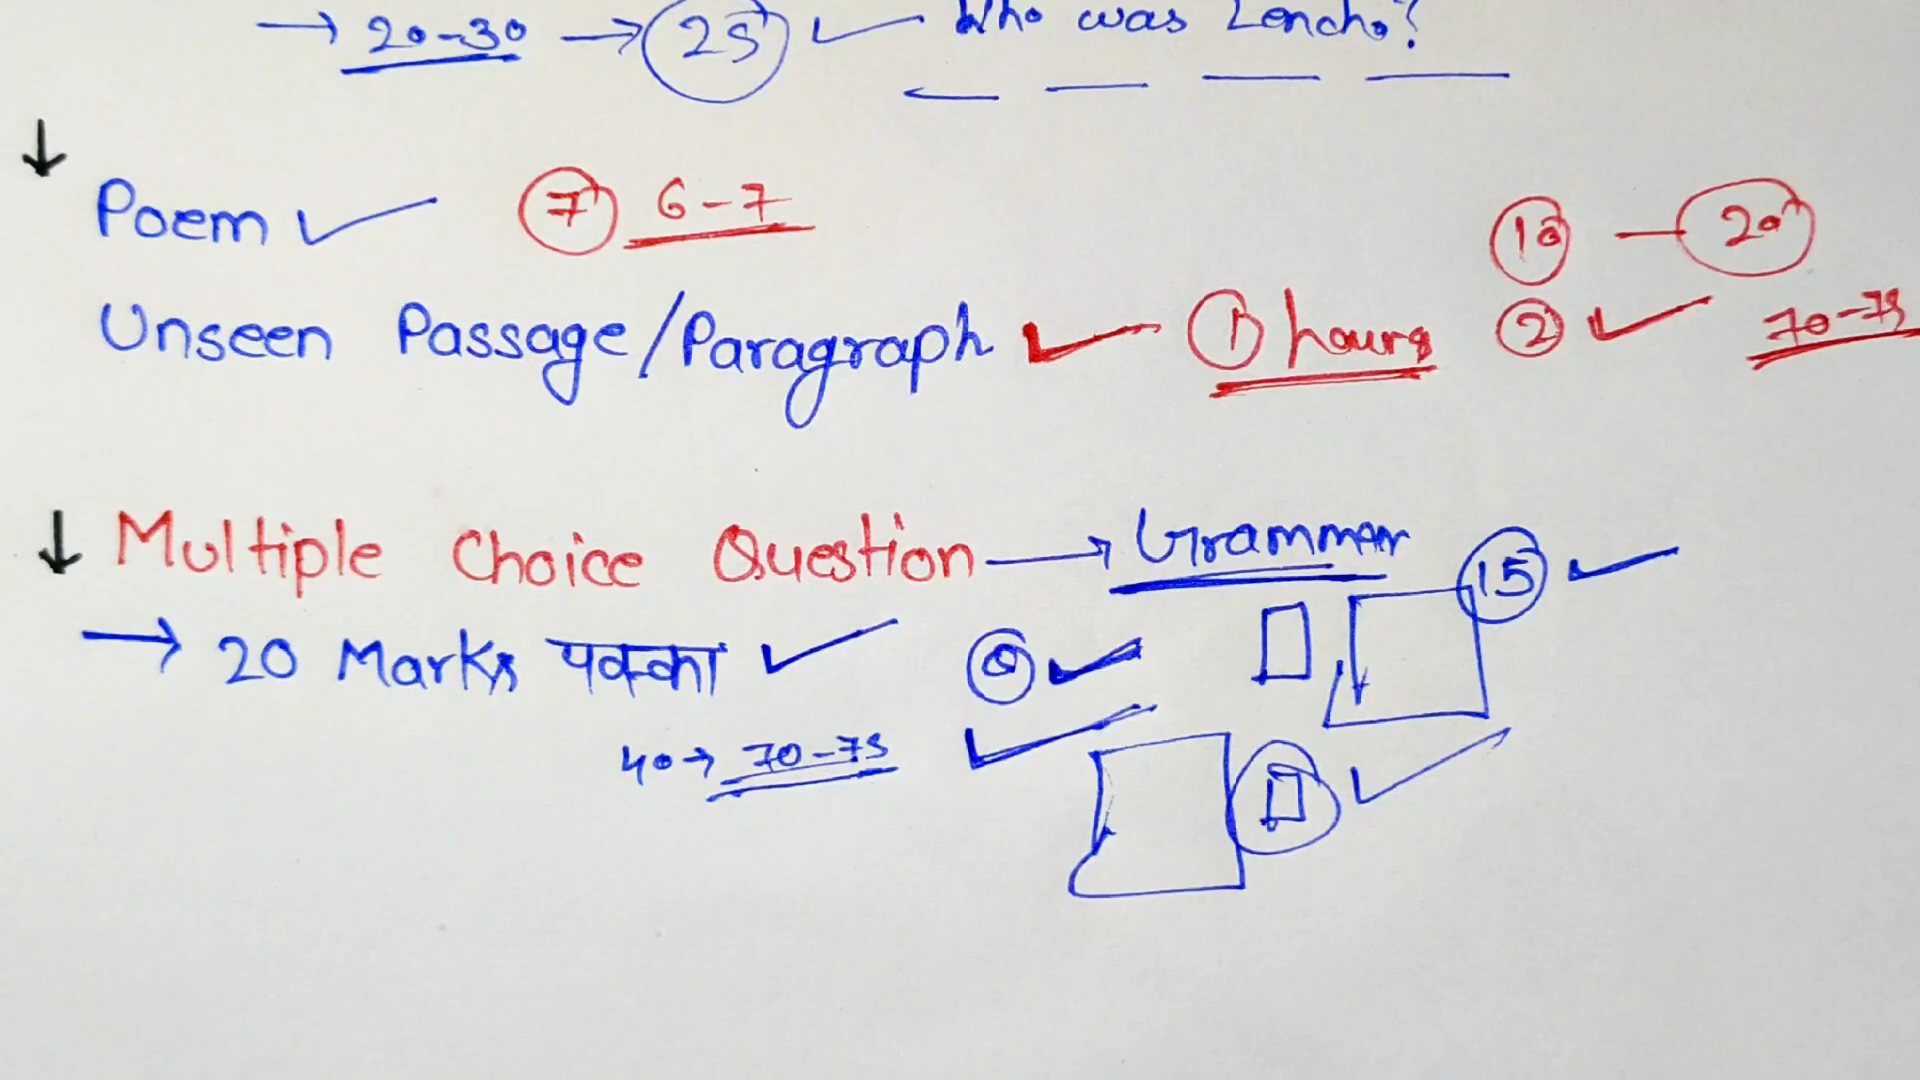 → 20-30 → 25 ✓ Who was Lencho?
↓
Poem ✓ 7 6-7 10 — 20
Unseen Passage/Paragraph ✓ 1 hours 2 ✓ 70-75
↓ Multiple Choice Question → Grammer 15 ✓
→ 20 Marks पक्का ✓
40→ 70-75 ✓